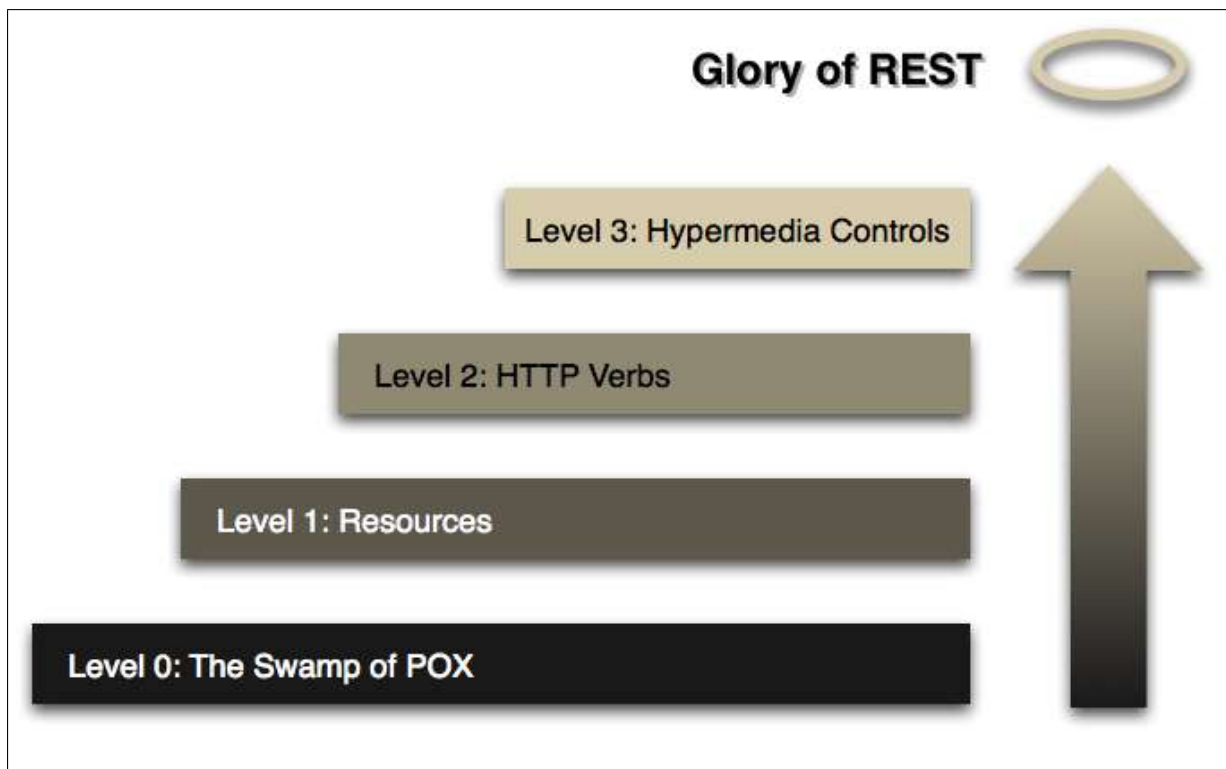 Glory of REST
Level 3: Hypermedia Controls
Level 2: HTTP Verbs
Level 1: Resources
Level 0: The Swamp of POX